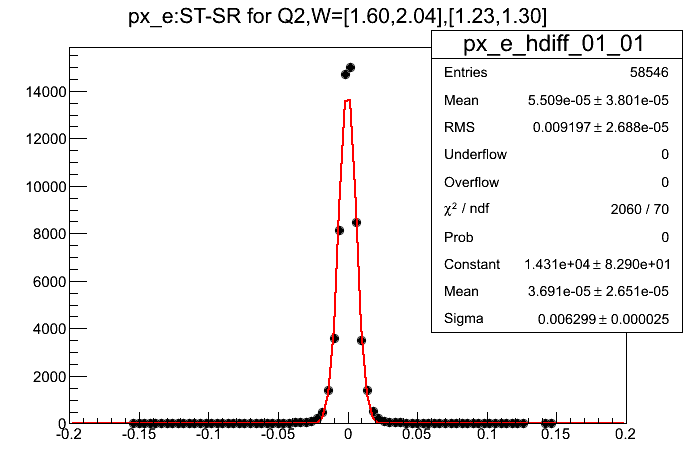 px_e:ST-SR for Q2,W=[1.60,2.04],[1.23,1.30]
px_e_hdiff_01_01
Entries 58546
Mean 5.509e-05 ± 3.801e-05
RMS 0.009197 ± 2.688e-05
Underflow 0
Overflow 0
χ² / ndf 2060 / 70
Prob 0
Constant 1.431e+04 ± 8.290e+01
Mean 3.691e-05 ± 2.651e-05
Sigma 0.006299 ± 0.000025
14000
12000
10000
8000
6000
4000
2000
0
-0.2 -0.15 -0.1 -0.05 0 0.05 0.1 0.15 0.2